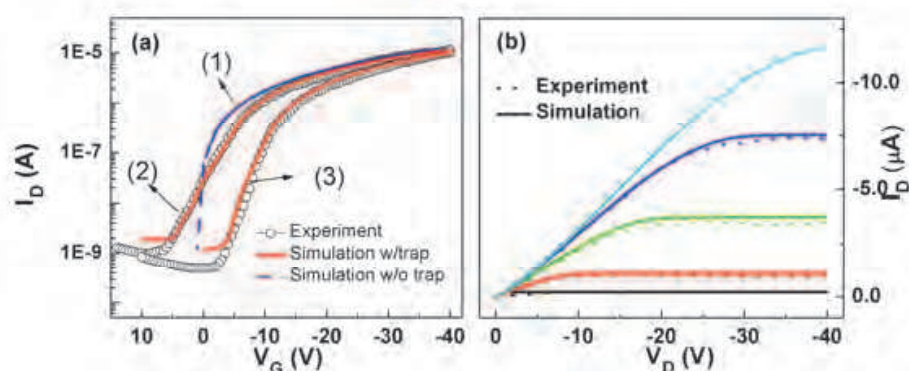 (a)
1E-5
1E-7
1E-9
I_D (A)
(1)
(2)
(3)
Experiment
Simulation w/trap
Simulation w/o trap
10 0 -10 -20 -30 -40
V_G (V)
(b)
Experiment
Simulation
-10.0
-5.0
0.0
I_D (μA)
0 -10 -20 -30 -40
V_D (V)